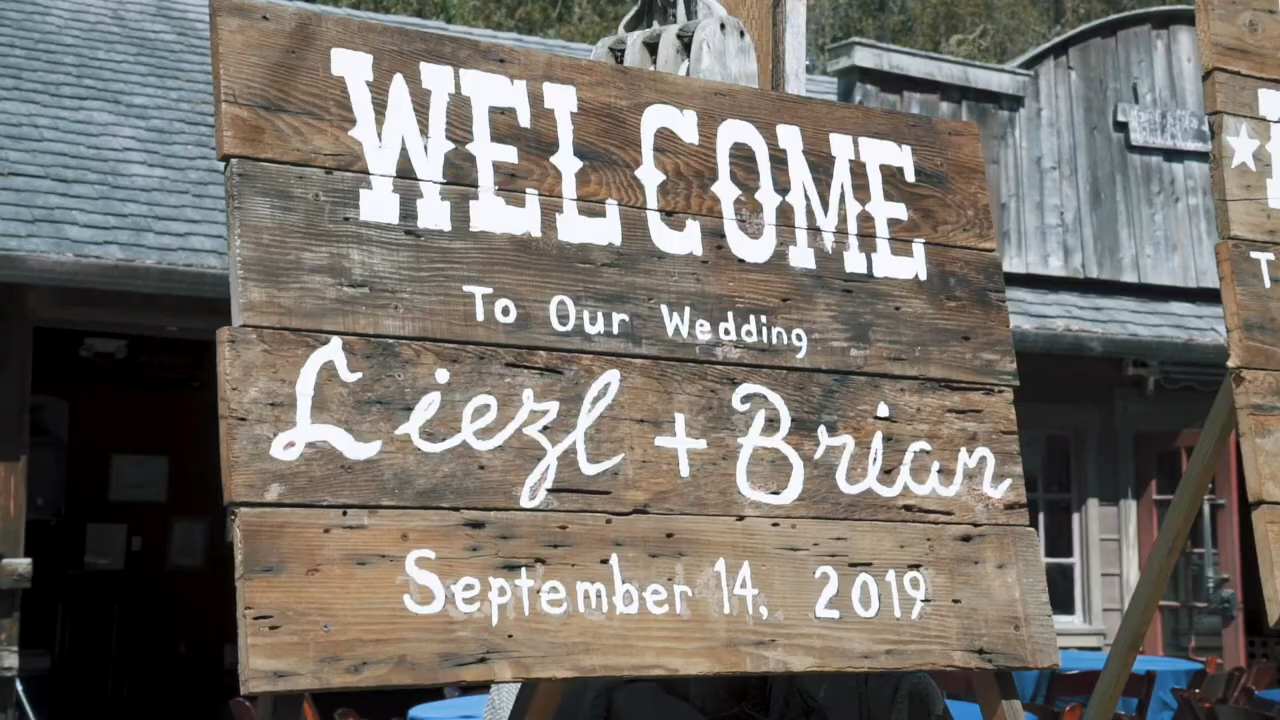 WELCOME
To Our Wedding
Liezl + Brian
September 14, 2019
T